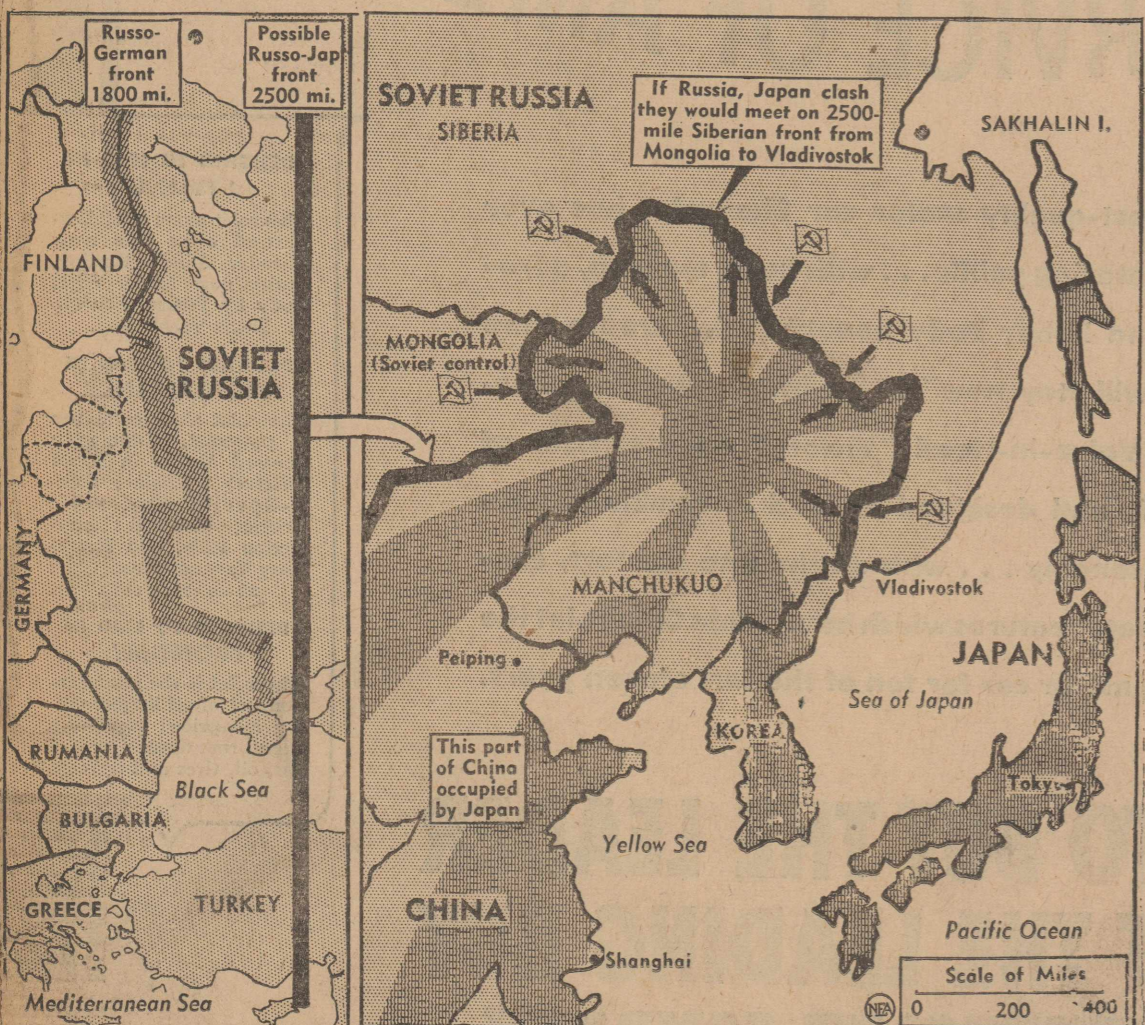 Russo-
German
front
1800 mi.
Possible
Russo-Jap
front
2500 mi.
FINLAND
SOVIET
RUSSIA
GERMANY
RUMANIA
BULGARIA
Black Sea
GREECE
TURKEY
Mediterranean Sea
SOVIET RUSSIA
SIBERIA
If Russia, Japan clash
they would meet on 2500-
mile Siberian front from
Mongolia to Vladivostok
SAKHALIN I.
MONGOLIA
(Soviet control)
MANCHUKUO
Vladivostok
Peiping
JAPAN
Sea of Japan
KOREA
This part
of China
occupied
by Japan
Tokyo
Yellow Sea
CHINA
Pacific Ocean
Shanghai
NEA
Scale of Miles
0 200 400